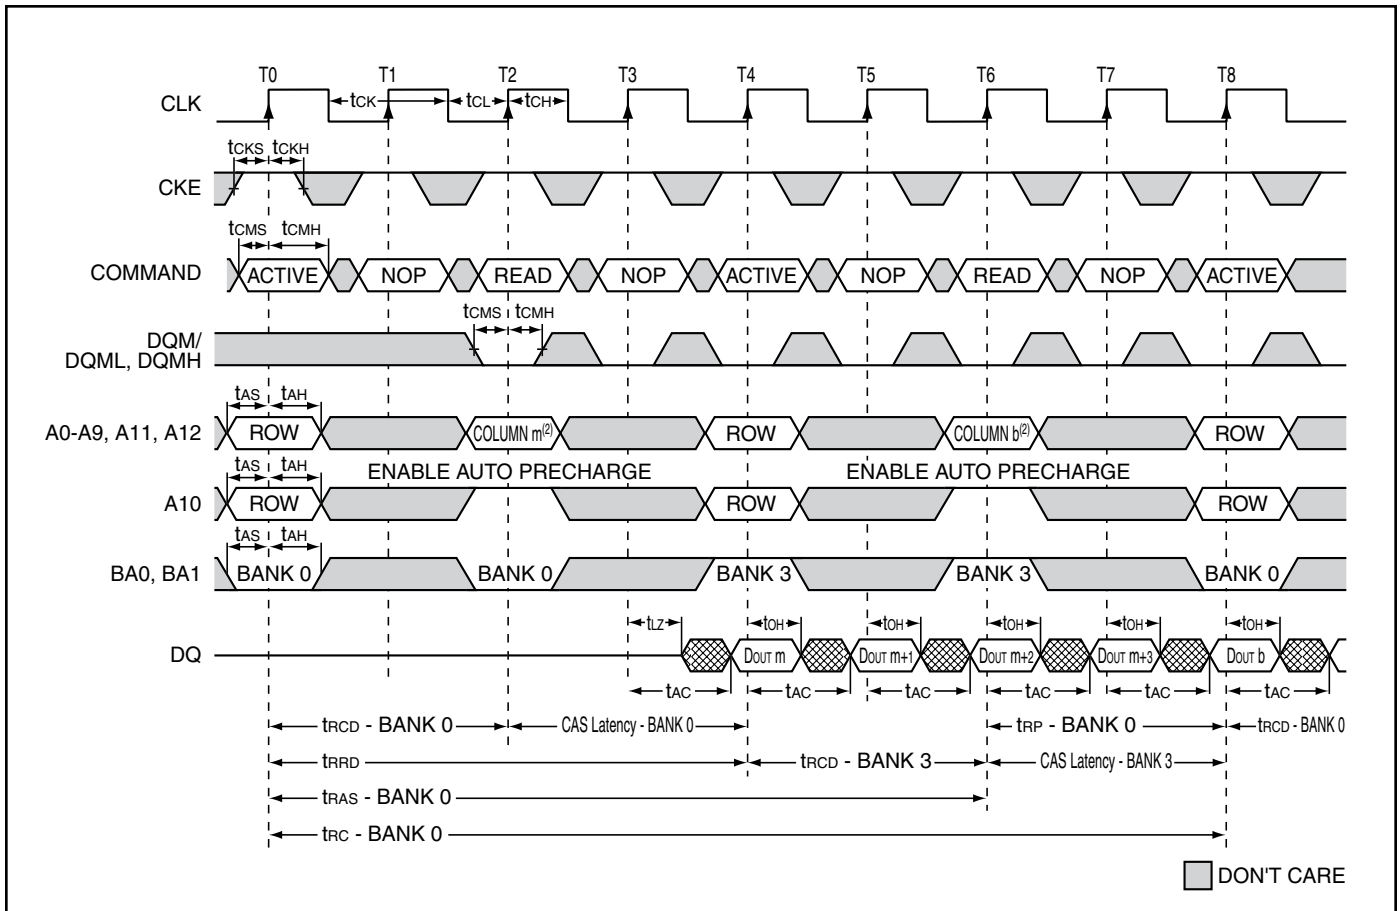 T0 T1 T2 T3 T4 T5 T6 T7 T8
CLK tCK tCL tCH
tCKS tCKH
CKE
tCMS tCMH
COMMAND ACTIVE NOP READ NOP ACTIVE NOP READ NOP ACTIVE
tCMS tCMH
DQM/
DQML, DQMH
tAS tAH
A0-A9, A11, A12 ROW COLUMN m(2) ROW COLUMN b(2) ROW
tAS tAH ENABLE AUTO PRECHARGE ENABLE AUTO PRECHARGE
A10 ROW ROW ROW
tAS tAH
BA0, BA1 BANK 0 BANK 0 BANK 3 BANK 3 BANK 0
tLZ tOH tOH tOH tOH tOH
DQ DOUT m DOUT m+1 DOUT m+2 DOUT m+3 DOUT b
tAC tAC tAC tAC tAC tAC
tRCD - BANK 0 CAS Latency - BANK 0 tRP - BANK 0 tRCD - BANK 0
tRRD tRCD - BANK 3 CAS Latency - BANK 3
tRAS - BANK 0
tRC - BANK 0
DON'T CARE